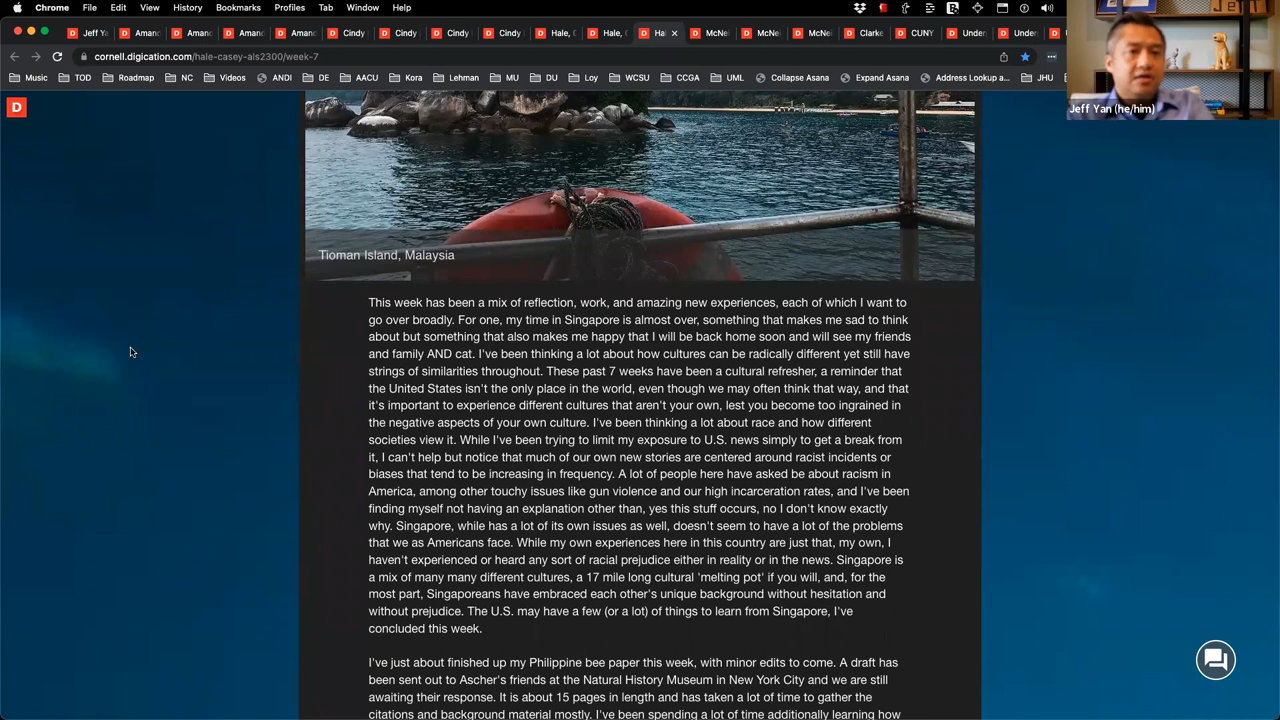 Chrome File Edit View History Bookmarks Profiles Tab Window Help
Jeff Y Aman Aman Aman Aman Cindy Cindy Cindy Cindy Hale, Hale, Hal McNei McNei McNei Clarke CUNY Under Under
cornell.digication.com/hale-casey-als2300/week-7
Music TOD Roadmap NC Videos ANDI DE AACU Kora Lehman MU DU Loy WCSU CCGA UML Collapse Asana Expand Asana Address Lookup a... JHU
Jeff Yan (he/him)
D
Tioman Island, Malaysia
This week has been a mix of reflection, work, and amazing new experiences, each of which I want to
go over broadly. For one, my time in Singapore is almost over, something that makes me sad to think
about but something that also makes me happy that I will be back home soon and will see my friends
and family AND cat. I've been thinking a lot about how cultures can be radically different yet still have
strings of similarities throughout. These past 7 weeks have been a cultural refresher, a reminder that
the United States isn't the only place in the world, even though we may often think that way, and that
it's important to experience different cultures that aren't your own, lest you become too ingrained in
the negative aspects of your own culture. I've been thinking a lot about race and how different
societies view it. While I've been trying to limit my exposure to U.S. news simply to get a break from
it, I can't help but notice that much of our own new stories are centered around racist incidents or
biases that tend to be increasing in frequency. A lot of people here have asked be about racism in
America, among other touchy issues like gun violence and our high incarceration rates, and I've been
finding myself not having an explanation other than, yes this stuff occurs, no I don't know exactly
why. Singapore, while has a lot of its own issues as well, doesn't seem to have a lot of the problems
that we as Americans face. While my own experiences here in this country are just that, my own, I
haven't experienced or heard any sort of racial prejudice either in reality or in the news. Singapore is
a mix of many many different cultures, a 17 mile long cultural 'melting pot' if you will, and, for the
most part, Singaporeans have embraced each other's unique background without hesitation and
without prejudice. The U.S. may have a few (or a lot) of things to learn from Singapore, I've
concluded this week.
I've just about finished up my Philippine bee paper this week, with minor edits to come. A draft has
been sent out to Ascher's friends at the Natural History Museum in New York City and we are still
awaiting their response. It is about 15 pages in length and has taken a lot of time to gather the
citations and background material mostly. I've been spending a lot of time additionally learning how